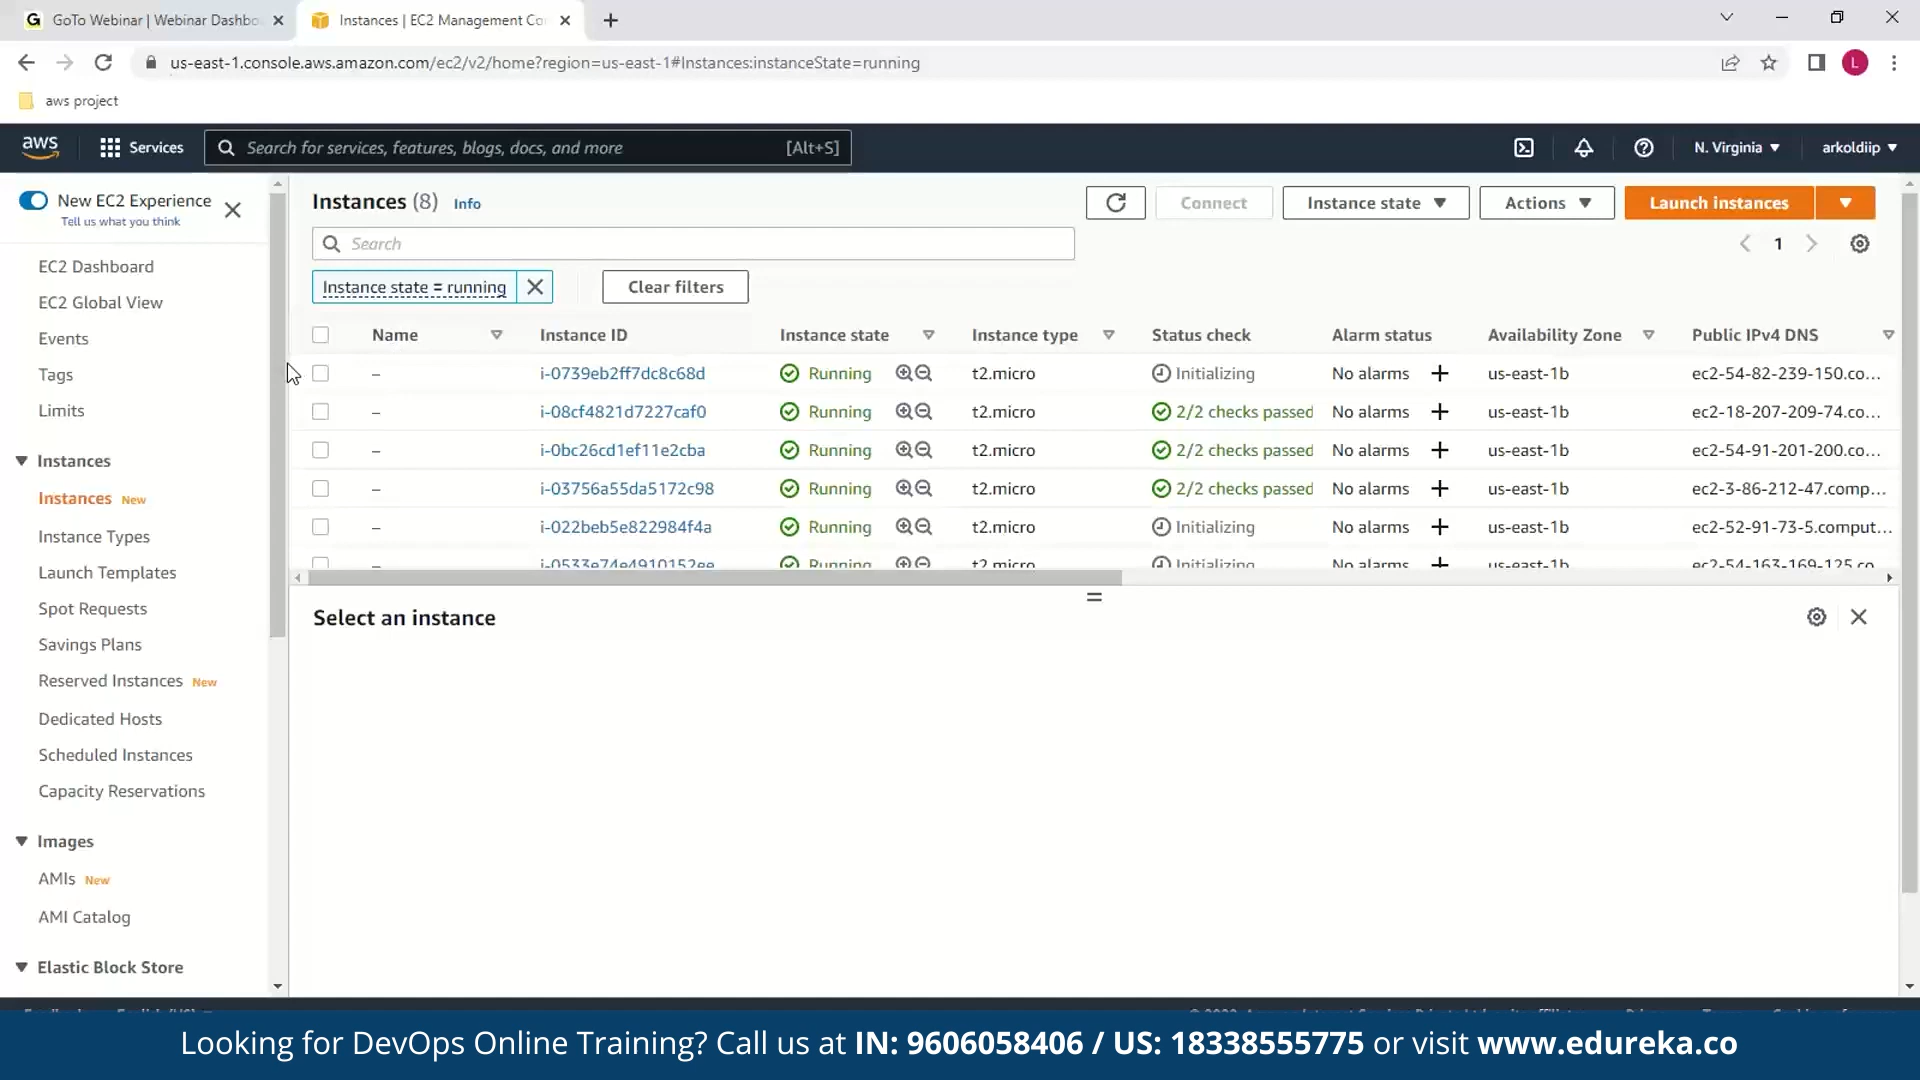 GoTo Webinar | Webinar Dashbo
Instances | EC2 Management Co
us-east-1.console.aws.amazon.com/ec2/v2/home?region=us-east-1#Instances:instanceState=running
L
aws project
aws
Services
Search for services, features, blogs, docs, and more
[Alt+S]
N. Virginia
arkoldiip
New EC2 Experience
Tell us what you think
EC2 Dashboard
EC2 Global View
Events
Tags
Limits
Instances
Instances New
Instance Types
Launch Templates
Spot Requests
Savings Plans
Reserved Instances New
Dedicated Hosts
Scheduled Instances
Capacity Reservations
Images
AMIs New
AMI Catalog
Elastic Block Store
Instances (8) Info
Connect
Instance state
Actions
Launch instances
Search
1
Instance state = running
Clear filters
Name Instance ID Instance state Instance type Status check Alarm status Availability Zone Public IPv4 DNS
– i-0739eb2ff7dc8c68d Running t2.micro Initializing No alarms + us-east-1b ec2-54-82-239-150.co...
– i-08cf4821d7227caf0 Running t2.micro 2/2 checks passed No alarms + us-east-1b ec2-18-207-209-74.co...
– i-0bc26cd1ef11e2cba Running t2.micro 2/2 checks passed No alarms + us-east-1b ec2-54-91-201-200.co...
– i-03756a55da5172c98 Running t2.micro 2/2 checks passed No alarms + us-east-1b ec2-3-86-212-47.comp...
– i-022beb5e822984f4a Running t2.micro Initializing No alarms + us-east-1b ec2-52-91-73-5.comput...
– i-0533e74e4910152ee Running t2.micro Initializing No alarms + us-east-1b ec2-54-163-169-125.co
Select an instance
Looking for DevOps Online Training? Call us at IN: 9606058406 / US: 18338555775 or visit www.edureka.co